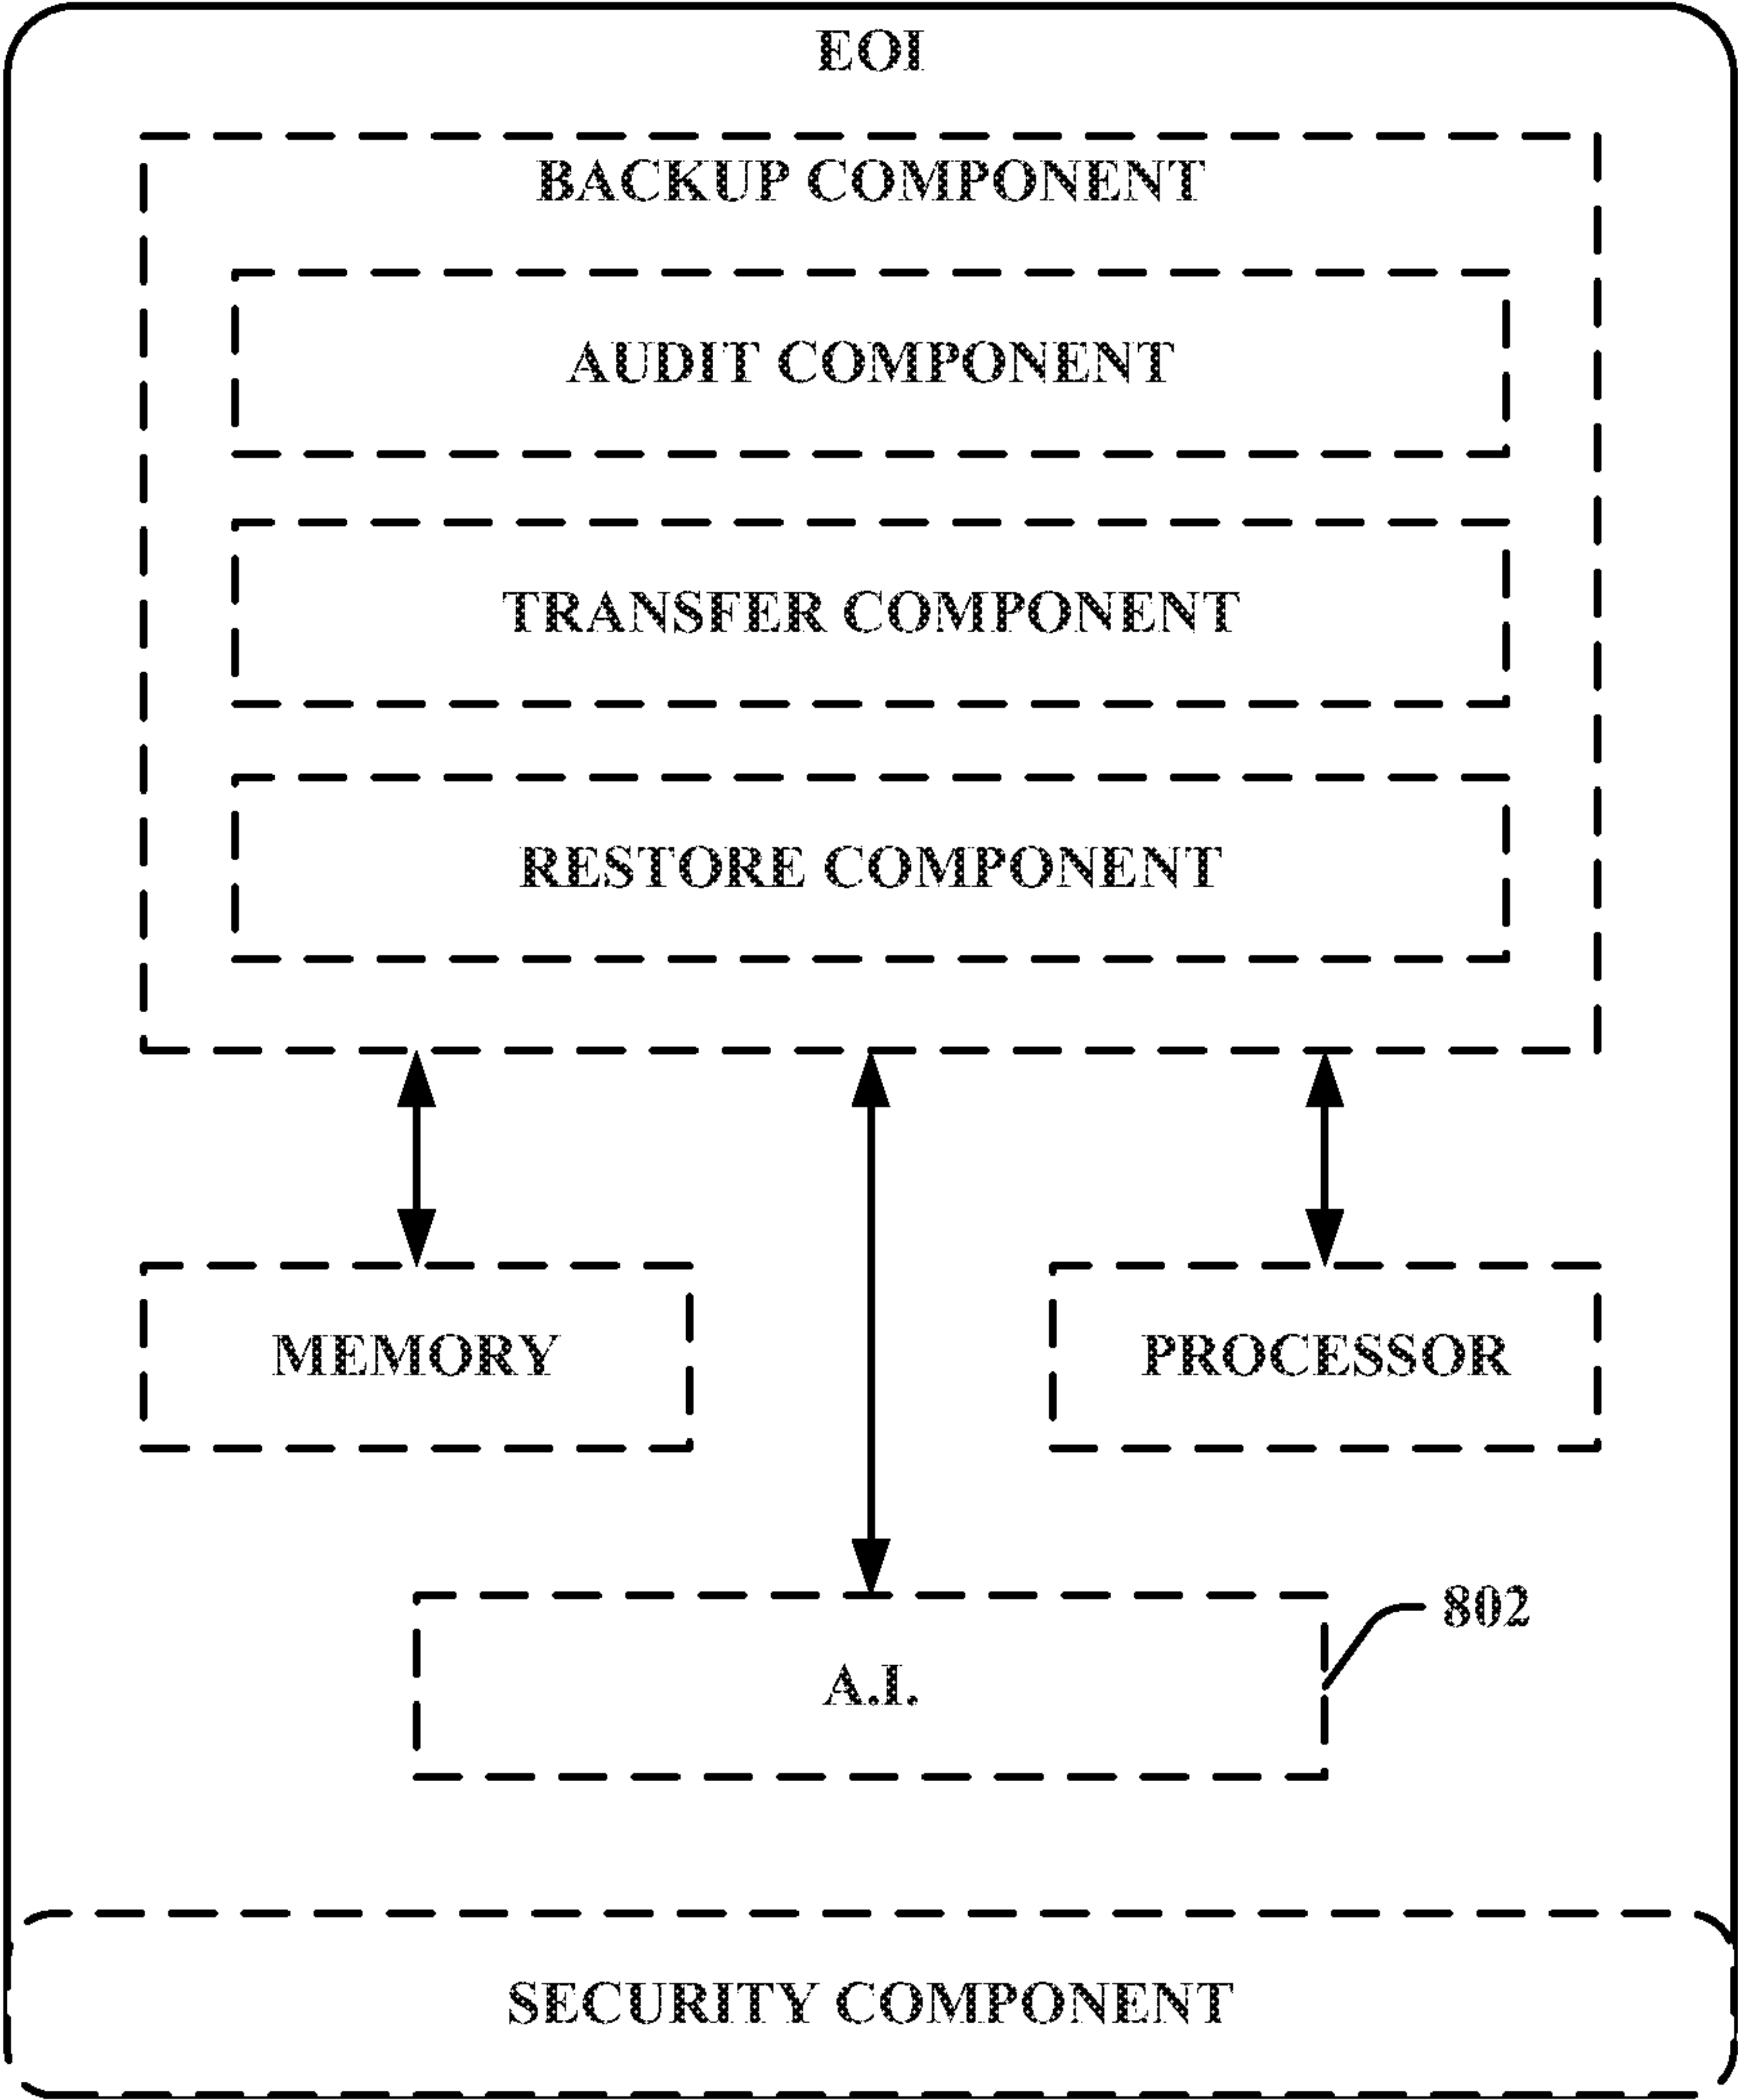 EOI
BACKUP COMPONENT
AUDIT COMPONENT
TRANSFER COMPONENT
RESTORE COMPONENT
MEMORY
PROCESSOR
802
A.I.
SECURITY COMPONENT